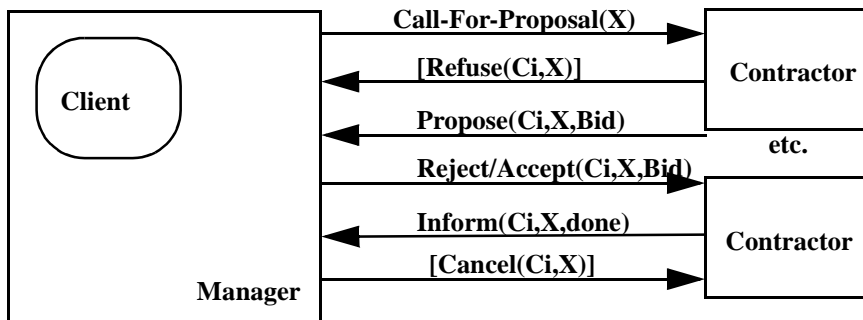 Call-For-Proposal(X)
[Refuse(Ci,X)]
Client
Contractor
Propose(Ci,X,Bid)
etc.
Reject/Accept(Ci,X,Bid)
Inform(Ci,X,done)
Contractor
[Cancel(Ci,X)]
Manager